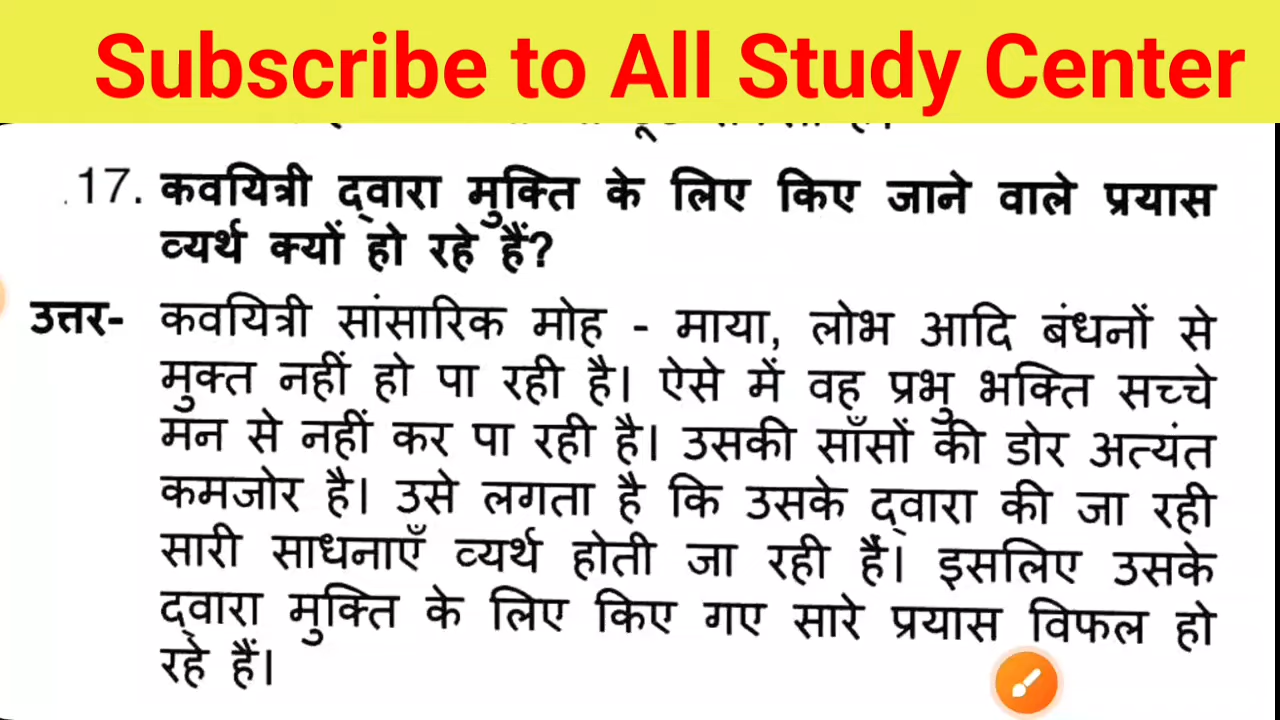 Subscribe to All Study Center
17. कवयित्री द्वारा मुक्ति के लिए किए जाने वाले प्रयास
व्यर्थ क्यों हो रहे हैं?
उत्तर- कवयित्री सांसारिक मोह - माया, लोभ आदि बंधनों से
मुक्त नहीं हो पा रही है। ऐसे में वह प्रभु भक्ति सच्चे
मन से नहीं कर पा रही है। उसकी साँसों की डोर अत्यंत
कमजोर है। उसे लगता है कि उसके द्वारा की जा रही
सारी साधनाएँ व्यर्थ होती जा रही हैं। इसलिए उसके
द्वारा मुक्ति के लिए किए गए सारे प्रयास विफल हो
रहे हैं।